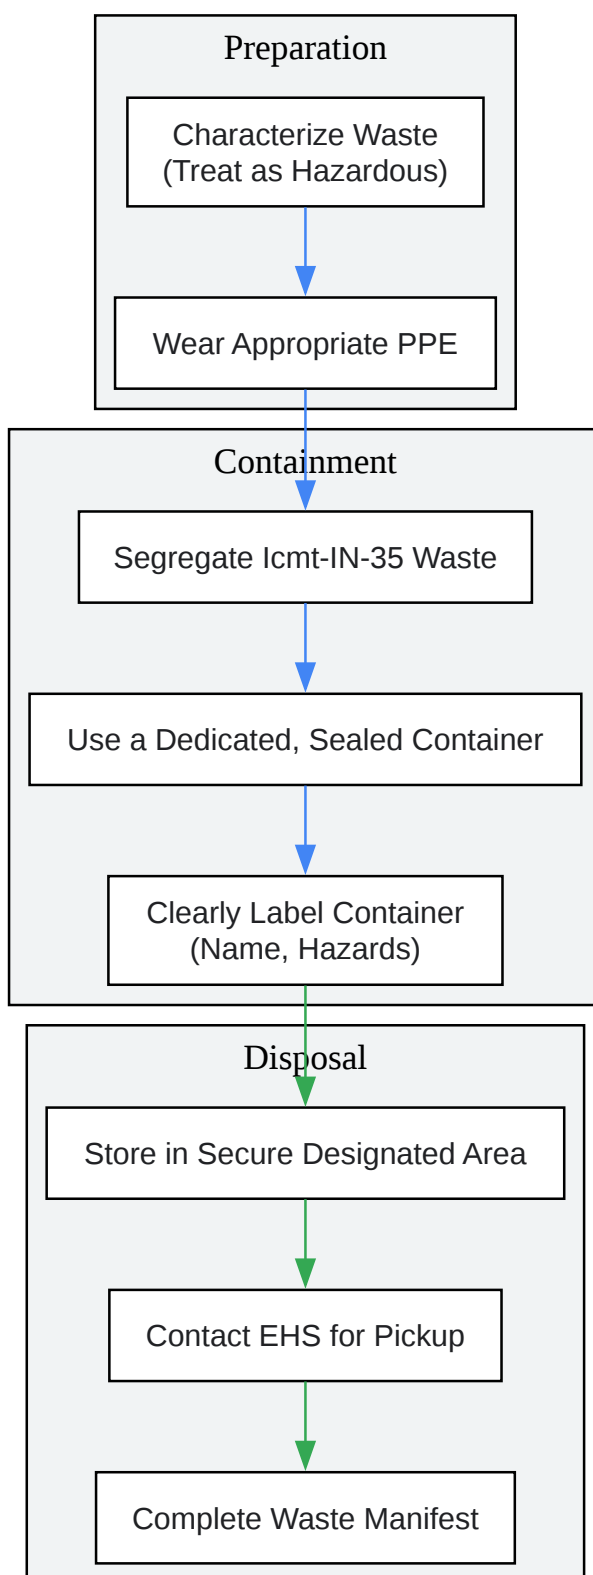 Preparation
Characterize Waste
(Treat as Hazardous)
Wear Appropriate PPE
Containment
Segregate Icmt-IN-35 Waste
Use a Dedicated, Sealed Container
Clearly Label Container
(Name, Hazards)
Disposal
Store in Secure Designated Area
Contact EHS for Pickup
Complete Waste Manifest